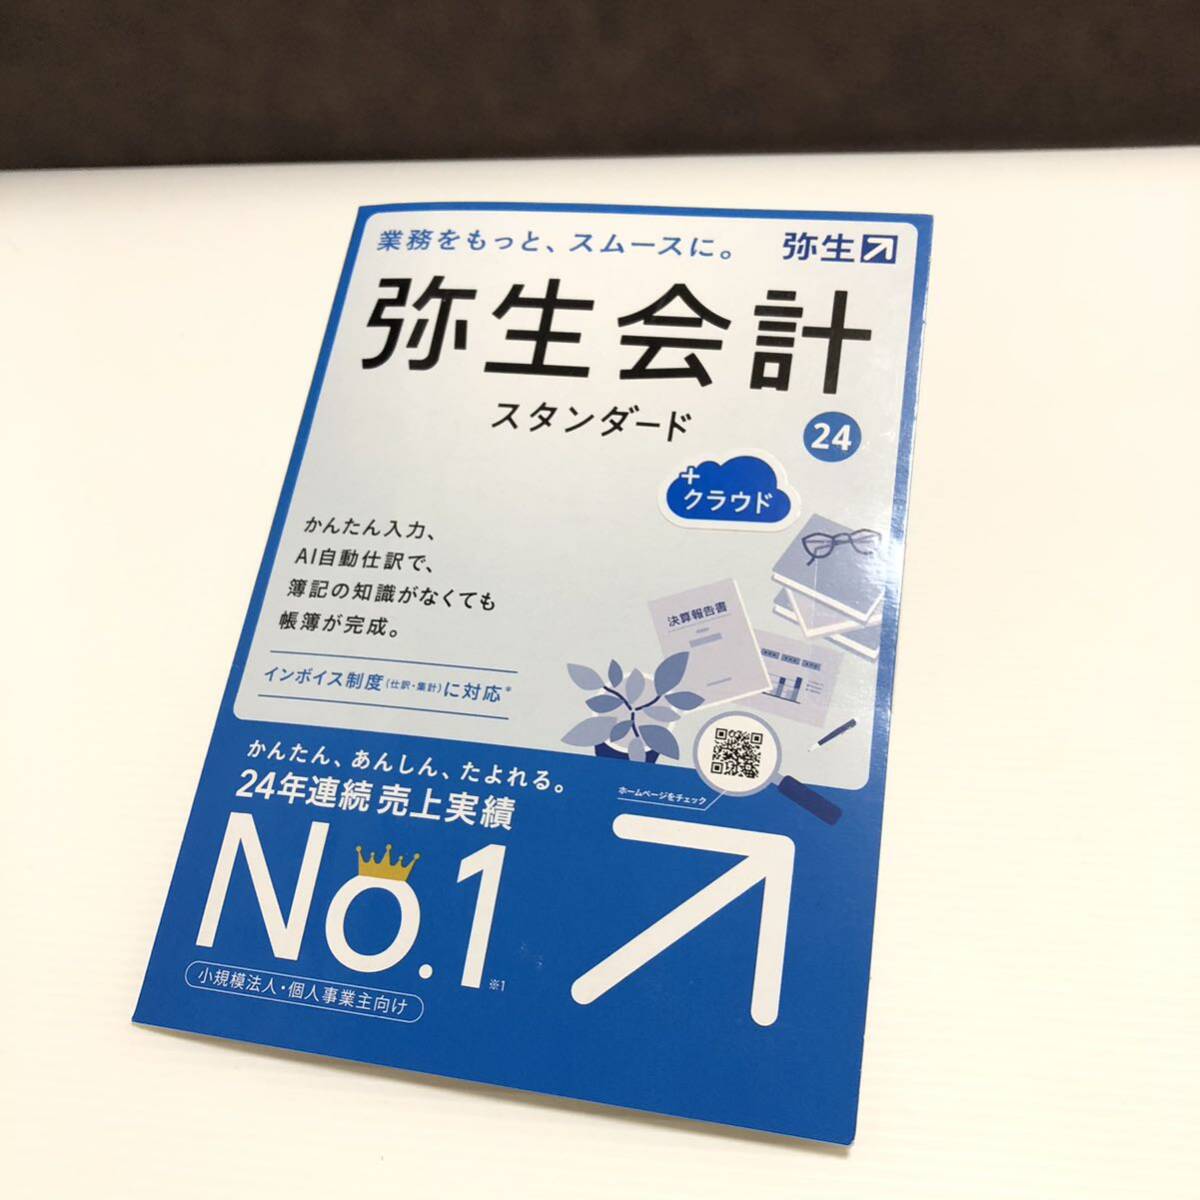 業務をもっと、スムースに。
弥生
弥生会計
スタンダード
24
+クラウド
かんたん入力、
AI自動仕訳で、
簿記の知識がなくても
帳簿が完成。
決算報告書
インボイス制度(仕訳・集計)に対応*
かんたん、あんしん、たよれる。
24年連続 売上実績
ホームページをチェック
No.1
※1
小規模法人・個人事業主向け